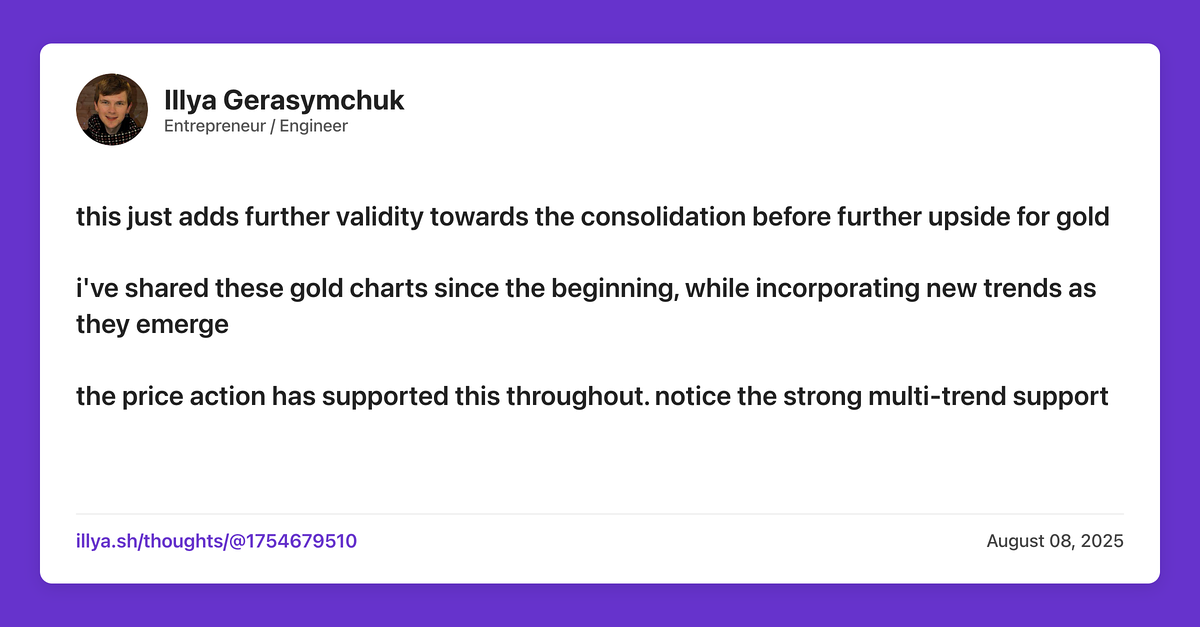 Illya Gerasymchuk
Entrepreneur / Engineer
this just adds further validity towards the consolidation before further upside for gold
i've shared these gold charts since the beginning, while incorporating new trends as
they emerge
the price action has supported this throughout. notice the strong multi-trend support
illya.sh/thoughts/@1754679510
August 08, 2025